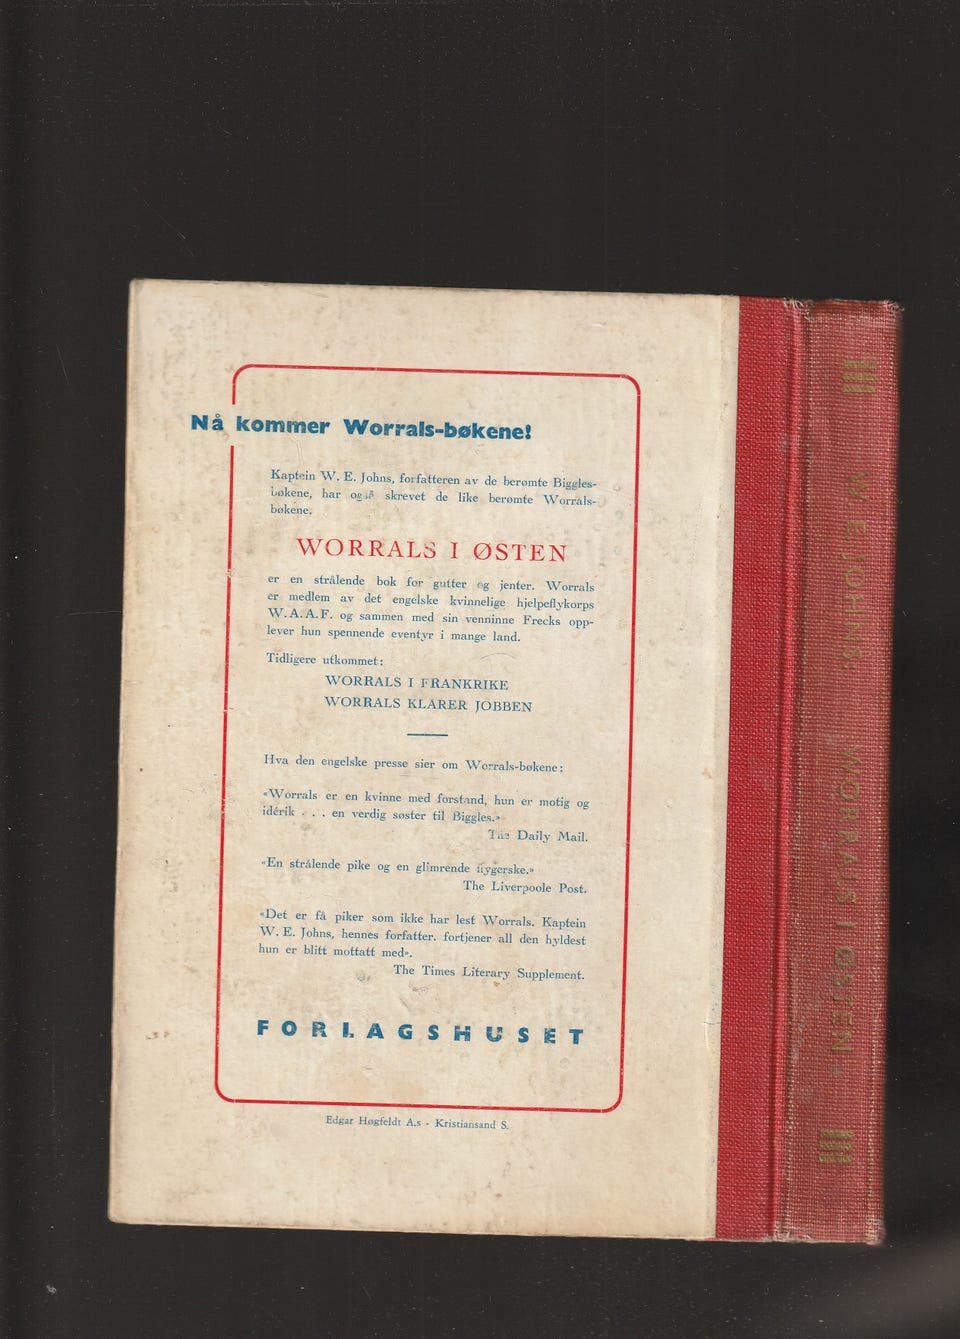 Nå kommer Worrals-bøkene!
Kaptein W. E. Johns, forfatteren av de berømte Biggles-
bøkene, har også skrevet de like berømte Worrals-
bøkene.
WORRALS I ØSTEN
er en strålende bok for gutter og jenter. Worrals
er medlem av det engelske kvinnelige hjelpeflykorps
W.A.A.F. og sammen med sin venninne Frecks opp-
lever hun spennende eventyr i mange land.
Tidligere utkommet:
WORRALS I FRANKRIKE
WORRALS KLARER JOBBEN
Hva den engelske presse sier om Worrals-bøkene:
«Worrals er en kvinne med forstand, hun er motig og
idérik . . . en verdig søster til Biggles.»
The Daily Mail.
«En strålende pike og en glimrende flygerske.»
The Liverpoole Post.
«Det er få piker som ikke har lest Worrals. Kaptein
W. E. Johns, hennes forfatter. fortjener all den hyldest
hun er blitt mottatt med».
The Times Literary Supplement.
FORLAGSHUSET
Edgar Høgfeldt A.s - Kristiansand S.
W. E. JOHNS. WORRALS I ØSTEN